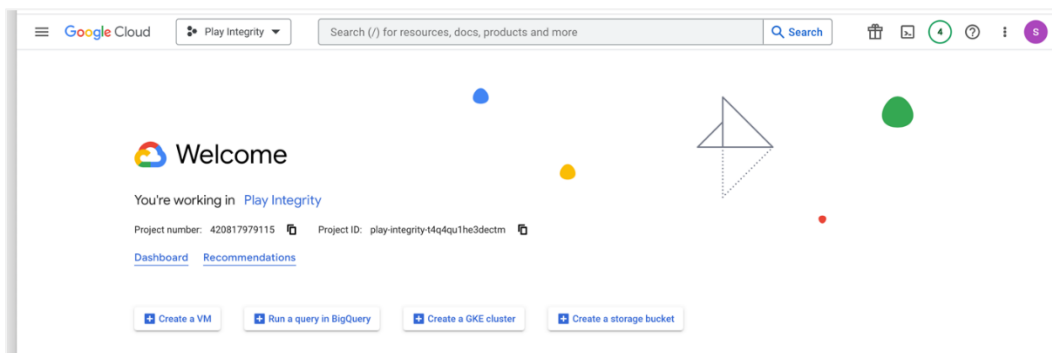 Google Cloud Play Integrity Search (/) for resources, docs, products and more Search 4 S
Welcome
You're working in Play Integrity
Project number: 420817979115 Project ID: play-integrity-t4q4qu1he3dectm
Dashboard Recommendations
Create a VM Run a query in BigQuery Create a GKE cluster Create a storage bucket